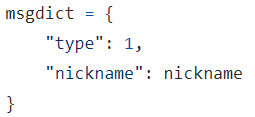 msgdict = {
    "type": 1,
    "nickname": nickname
}